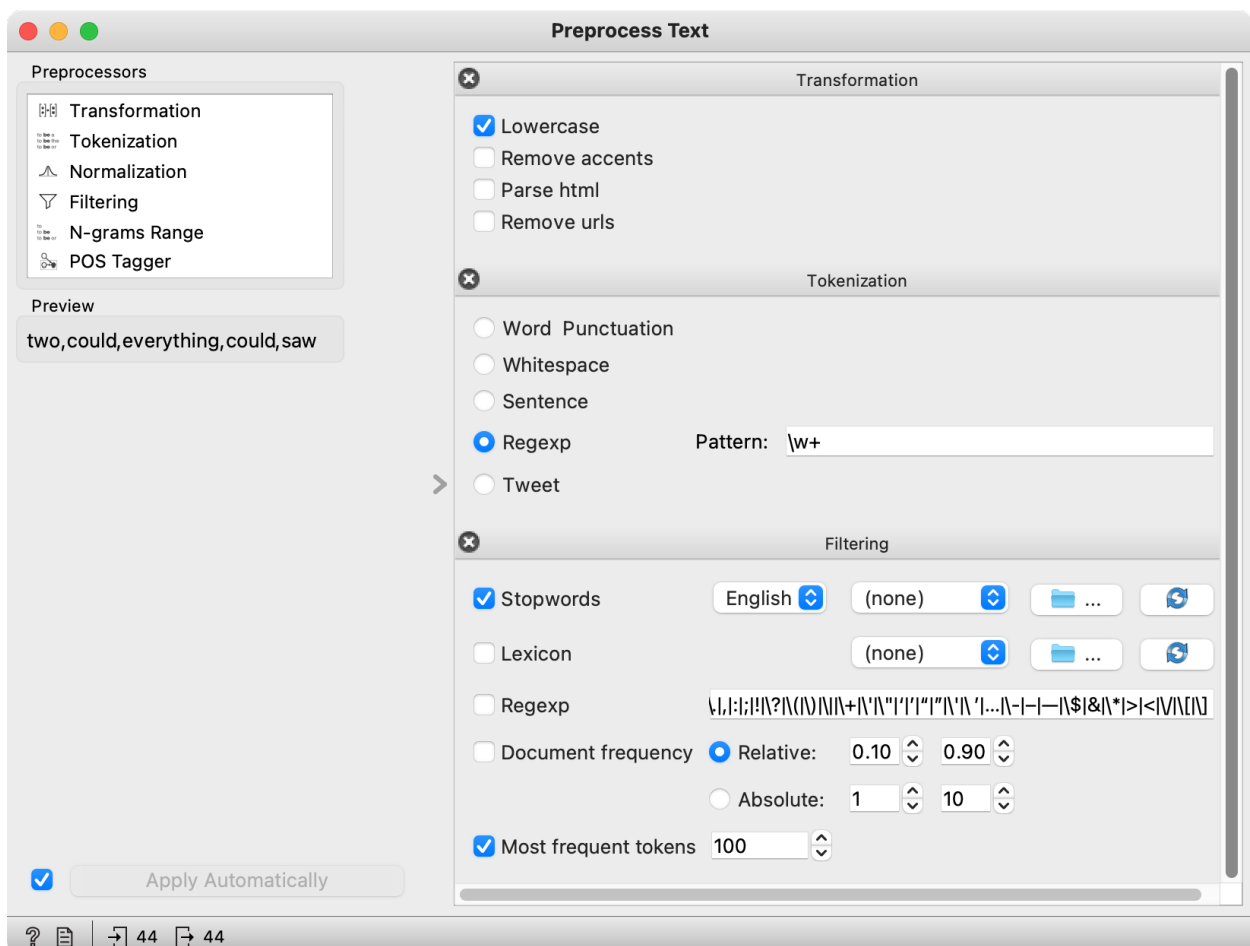 Preprocess Text
Preprocessors
Transformation
Tokenization
Normalization
Filtering
N-grams Range
POS Tagger
Preview
two,could,everything,could,saw
Apply Automatically
? 44 44
Transformation
Lowercase
Remove accents
Parse html
Remove urls
Tokenization
Word Punctuation
Whitespace
Sentence
Regexp Pattern: \w+
Tweet
Filtering
Stopwords English (none) ...
Lexicon (none) ...
Regexp \.|,|:|;|!|\?|\(|\)|\||\+|\'|\"|‘|’|“|”|\'|\ ’|…|\-|–|—|\$|&|\*|>|<|\/|\[|\]
Document frequency Relative: 0.10 0.90
Absolute: 1 10
Most frequent tokens 100